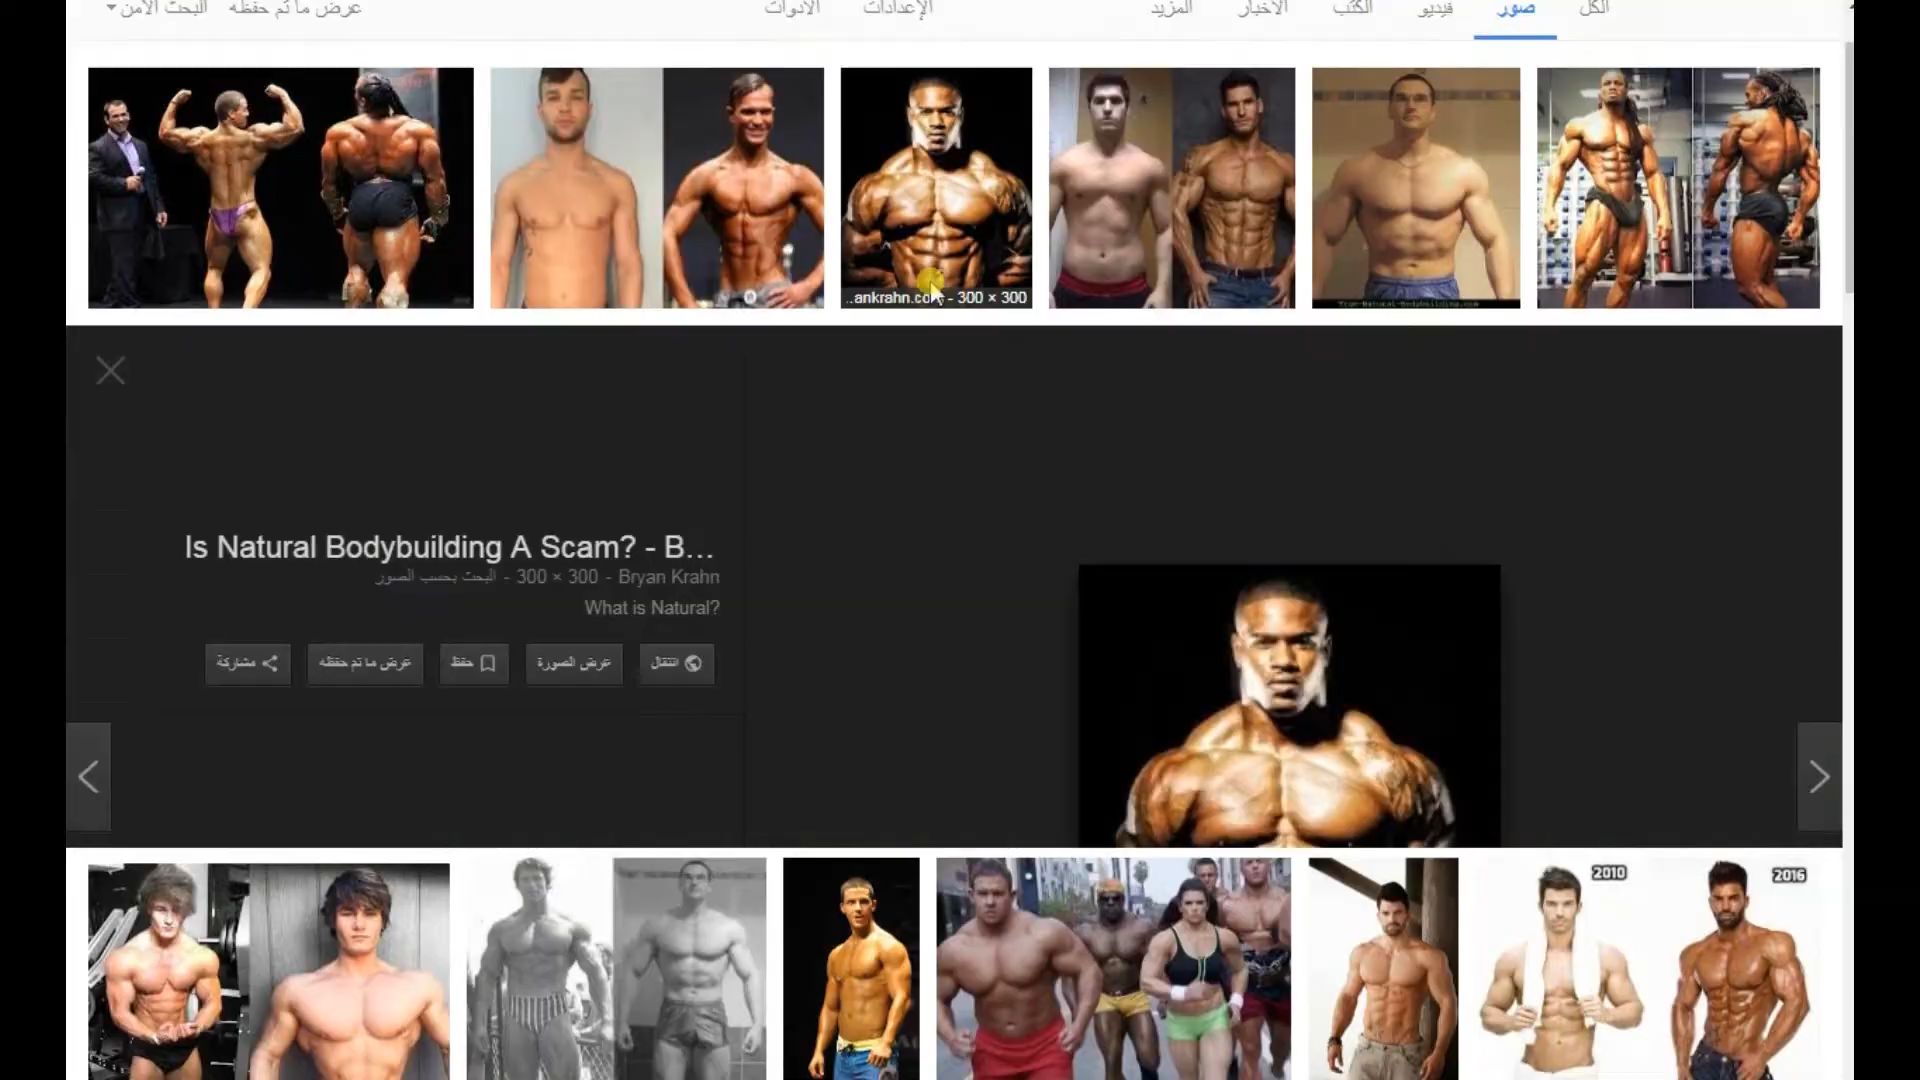 الكل صور فيديو الكتب الأخبار المزيد الإعدادات الأدوات عرض ما تم حفظه البحث الآمن
..ankrahn.co - 300 × 300
Is Natural Bodybuilding A Scam? - B...
Bryan Krahn - 300 × 300 - البحث بحسب الصور
What is Natural?
انتقال عرض الصورة حفظ عرض ما تم حفظه مشاركة
2010
2016